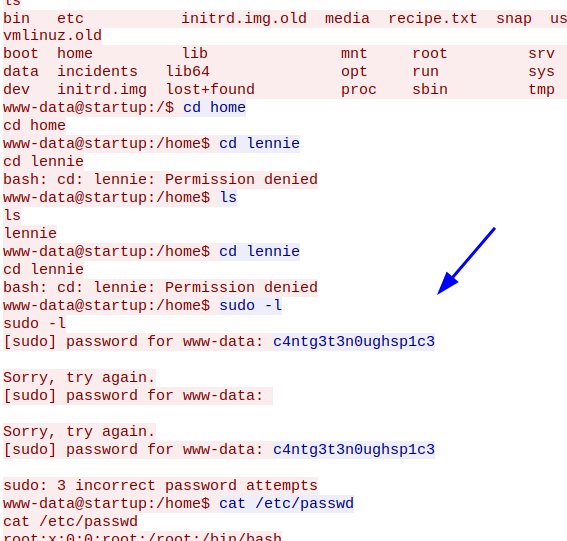 ls
bin   etc           initrd.img.old  media  recipe.txt  snap  us
vmlinuz.old
boot  home          lib               mnt     root         srv
data  incidents   lib64               opt     run          sys
dev   initrd.img  lost+found          proc    sbin         tmp
www-data@startup:/$ cd home
cd home
www-data@startup:/home$ cd lennie
cd lennie
bash: cd: lennie: Permission denied
www-data@startup:/home$ ls
ls
lennie
www-data@startup:/home$ cd lennie
cd lennie
bash: cd: lennie: Permission denied
www-data@startup:/home$ sudo -l
sudo -l
[sudo] password for www-data: c4ntg3t3n0ughsp1c3
Sorry, try again.
[sudo] password for www-data:
Sorry, try again.
[sudo] password for www-data: c4ntg3t3n0ughsp1c3
sudo: 3 incorrect password attempts
www-data@startup:/home$ cat /etc/passwd
cat /etc/passwd
root:x:0:0:root:/root:/bin/bash